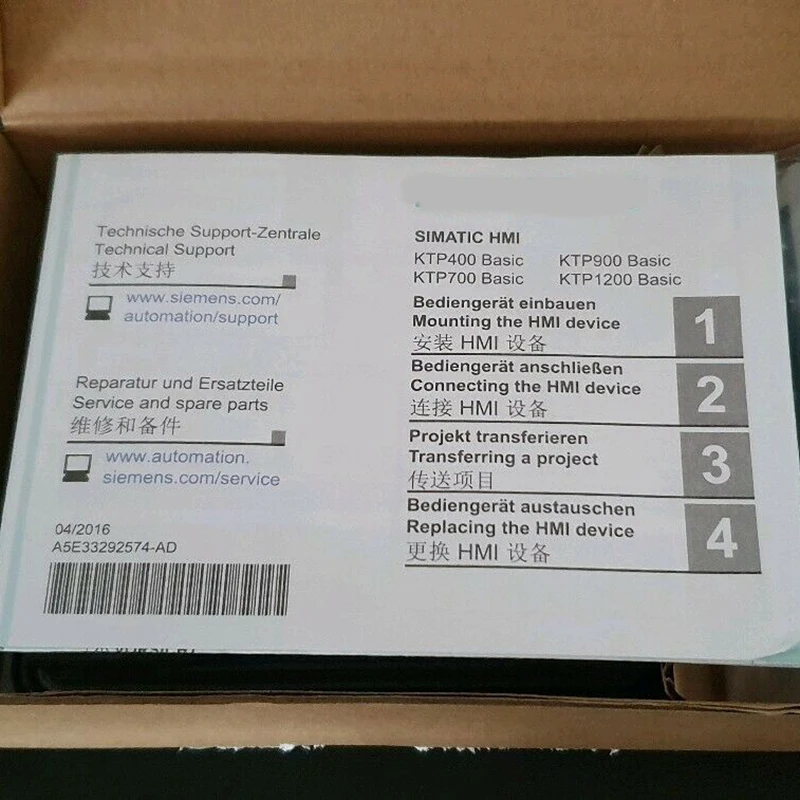 Technische Support-Zentrale
Technical Support
技术支持
www.siemens.com/
automation/support
Reparatur und Ersatzteile
Service and spare parts
维修和备件
www.automation.
siemens.com/service
04/2016
A5E33292574-AD
SIMATIC HMI
KTP400 Basic KTP900 Basic
KTP700 Basic KTP1200 Basic
Bediengerät einbauen
Mounting the HMI device
安装 HMI 设备
1
Bediengerät anschließen
Connecting the HMI device
连接 HMI 设备
2
Projekt transferieren
Transferring a project
传送项目
3
Bediengerät austauschen
Replacing the HMI device
更换 HMI 设备
4